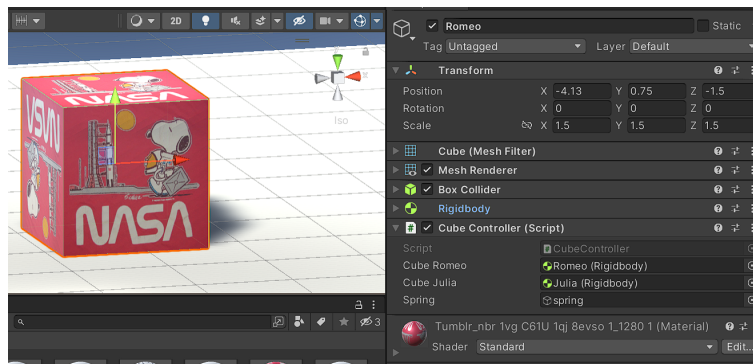 2D
Romeo
Static
Tag Untagged
Layer Default
Transform
Position X -4.13 Y 0.75 Z -1.5
Rotation X 0 Y 0 Z 0
Scale X 1.5 Y 1.5 Z 1.5
Iso
NASA
NASA
Cube (Mesh Filter)
Mesh Renderer
Box Collider
Rigidbody
Cube Controller (Script)
Script CubeController
Cube Romeo Romeo (Rigidbody)
Cube Julia Julia (Rigidbody)
Spring spring
3
Tumblr_nbr 1vg C61U 1qj 8evso 1_1280 1 (Material)
Shader Standard Edit...